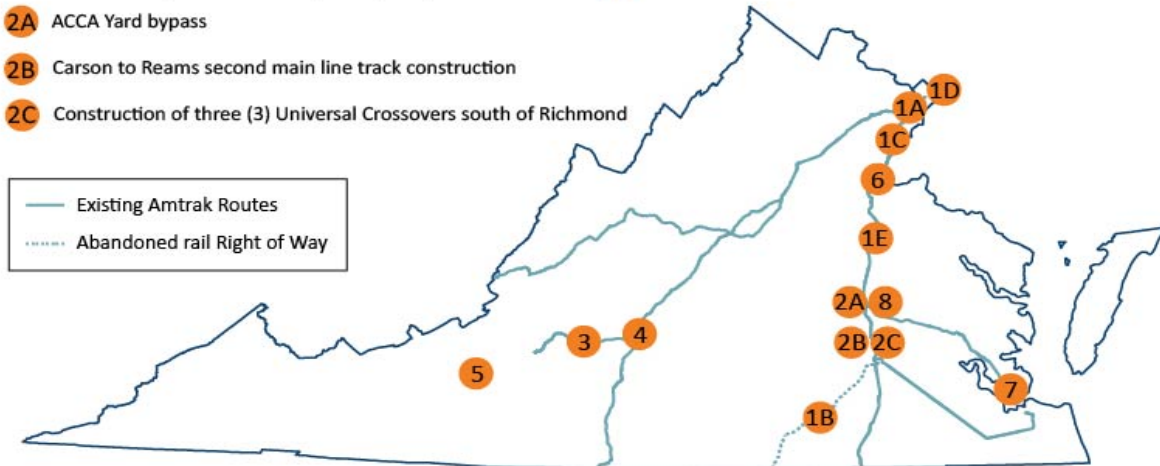 2A ACCA Yard bypass
2B Carson to Reams second main line track construction
2C Construction of three (3) Universal Crossovers south of Richmond
Existing Amtrak Routes
Abandoned rail Right of Way
1D
1A
1C
6
1E
2A 8
2B 2C
3
4
5
7
1B